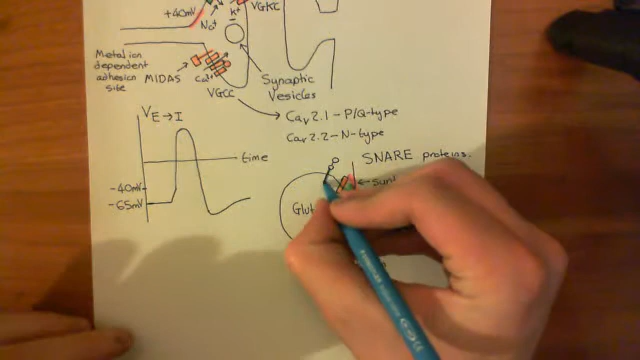 +40mV
Na+
K+
VGKC
Metal ion
dependent
adhesion
site
MIDAS
Ca2+
VGCC
Synaptic
Vesicles
Cav2.1 - P/Q-type
Cav2.2 - N-type
VE→I
time
-40mV
-65mV
SNARE proteins.
Glut